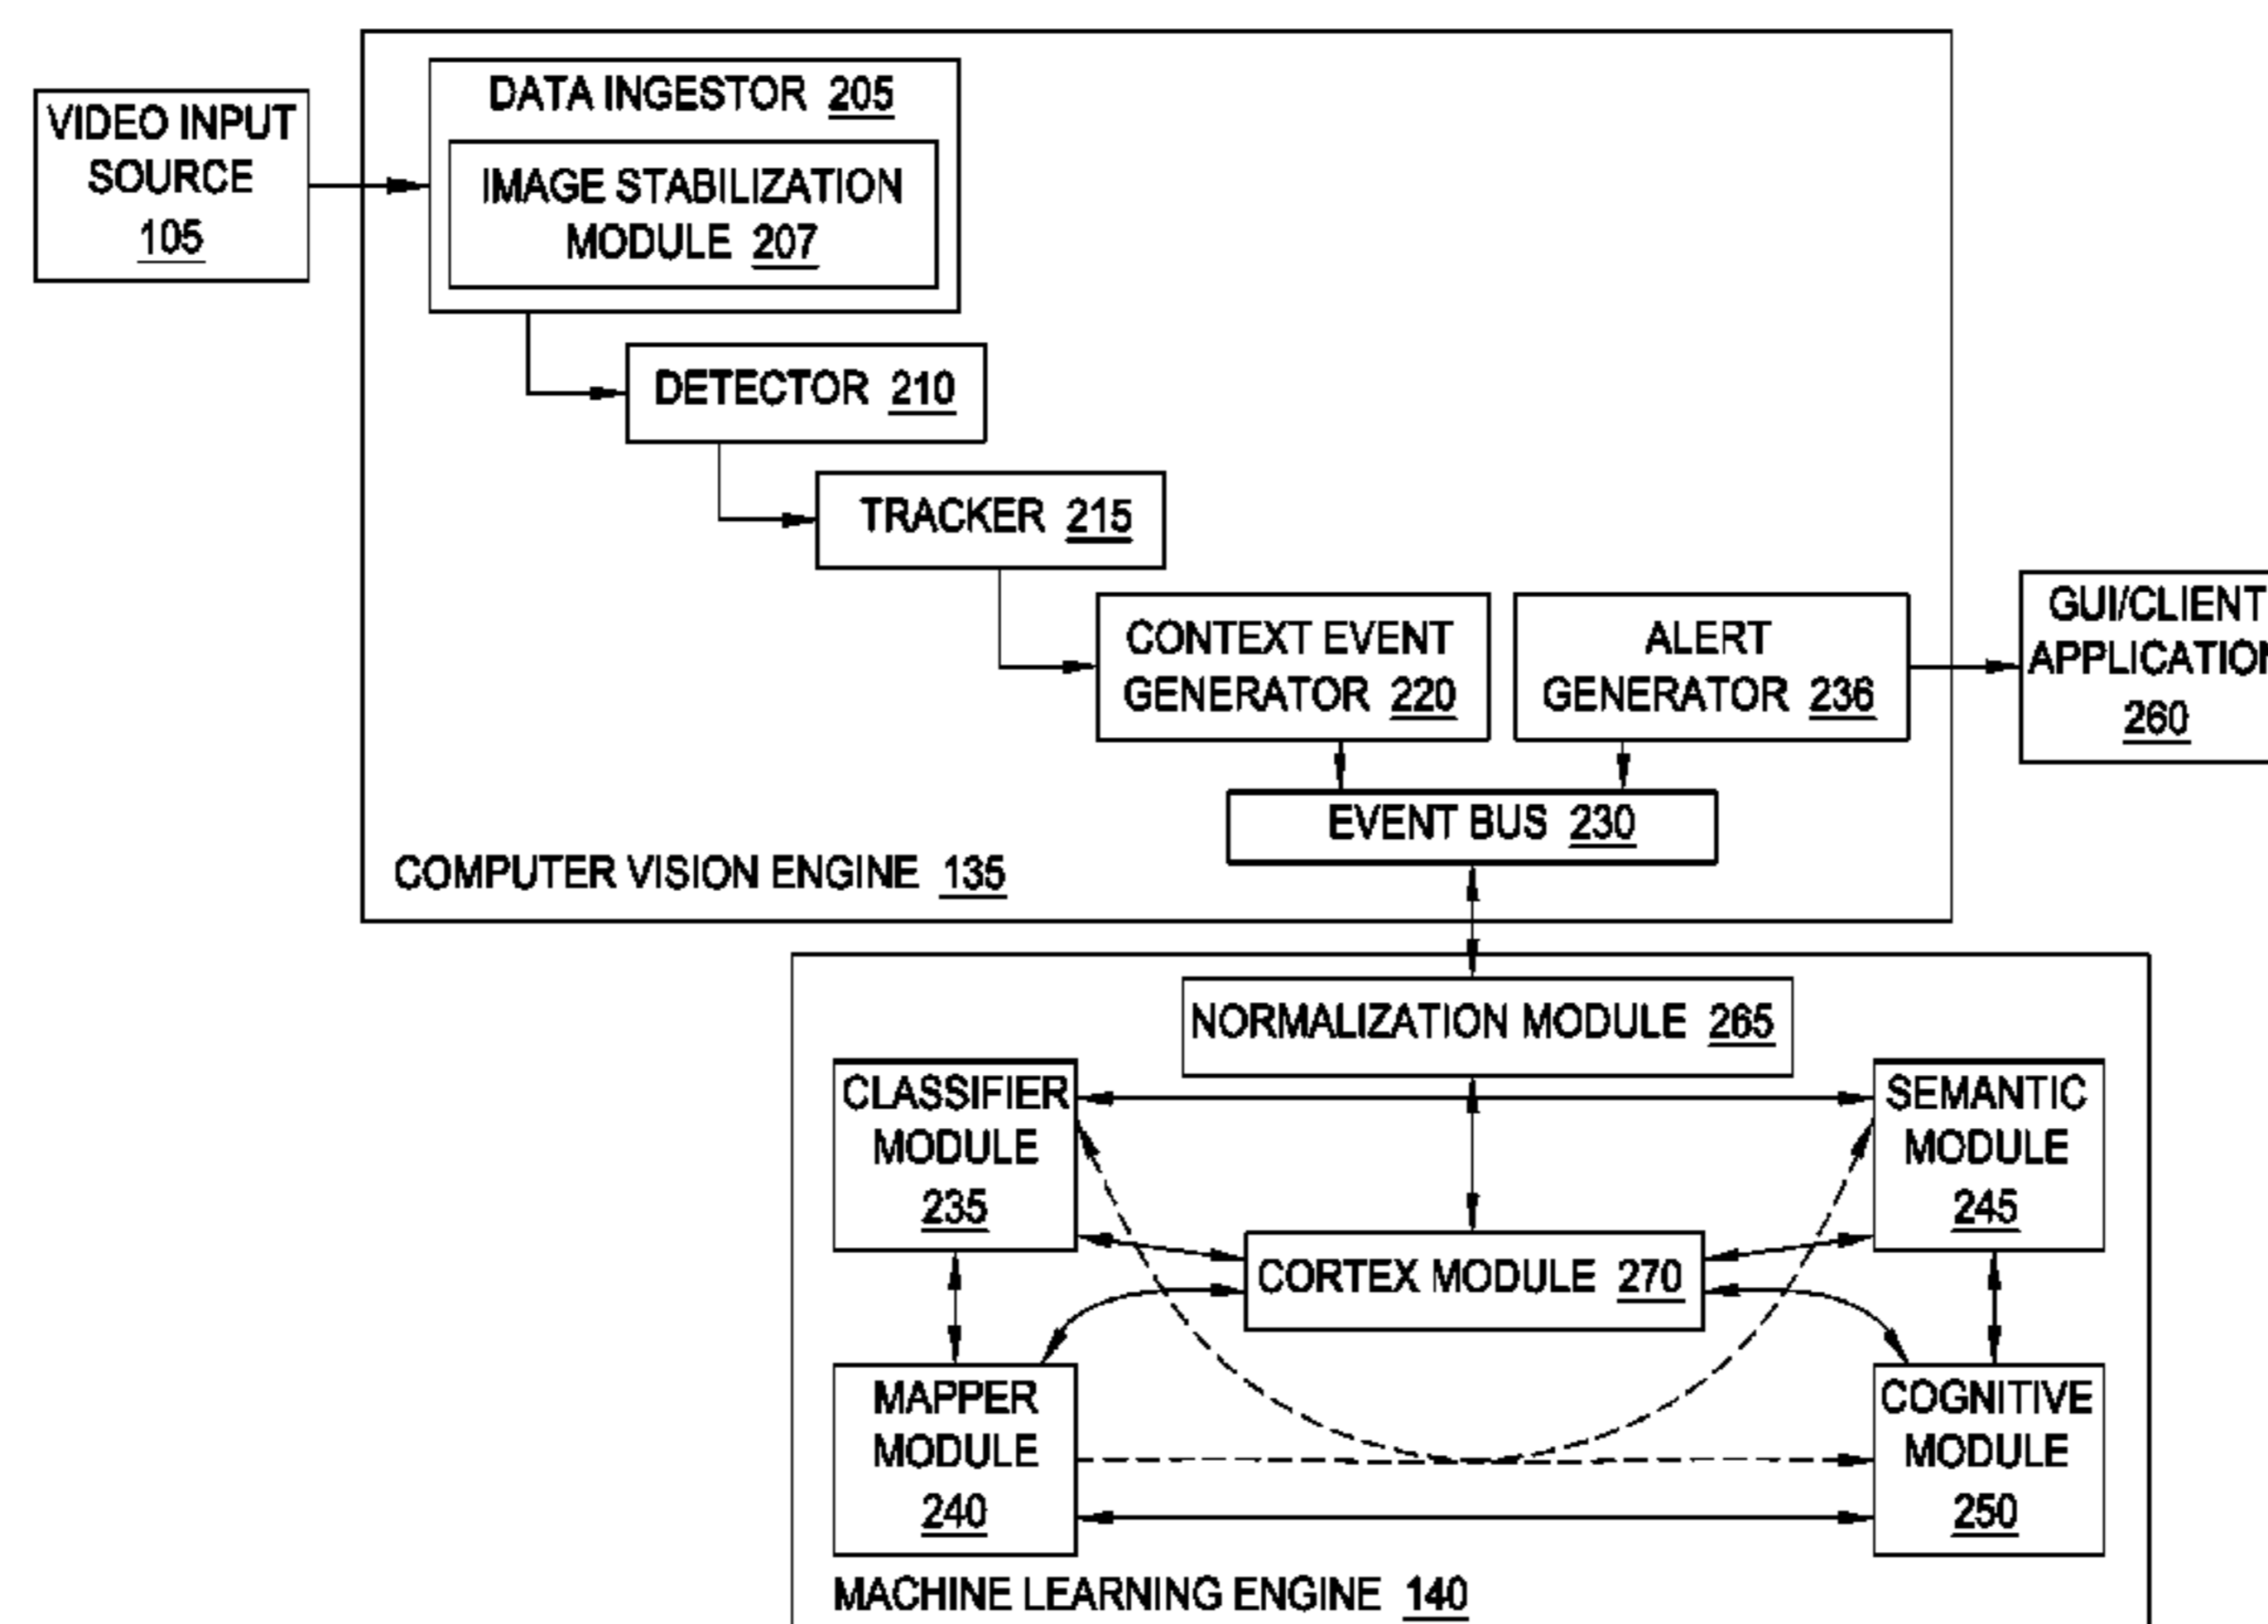 VIDEO INPUT
SOURCE
105
DATA INGESTOR 205
IMAGE STABILIZATION
MODULE 207
DETECTOR 210
TRACKER 215
CONTEXT EVENT
GENERATOR 220
ALERT
GENERATOR 236
GUI/CLIENT
APPLICATION
260
EVENT BUS 230
COMPUTER VISION ENGINE 135
NORMALIZATION MODULE 265
CLASSIFIER
MODULE
235
SEMANTIC
MODULE
245
CORTEX MODULE 270
MAPPER
MODULE
240
COGNITIVE
MODULE
250
MACHINE LEARNING ENGINE 140